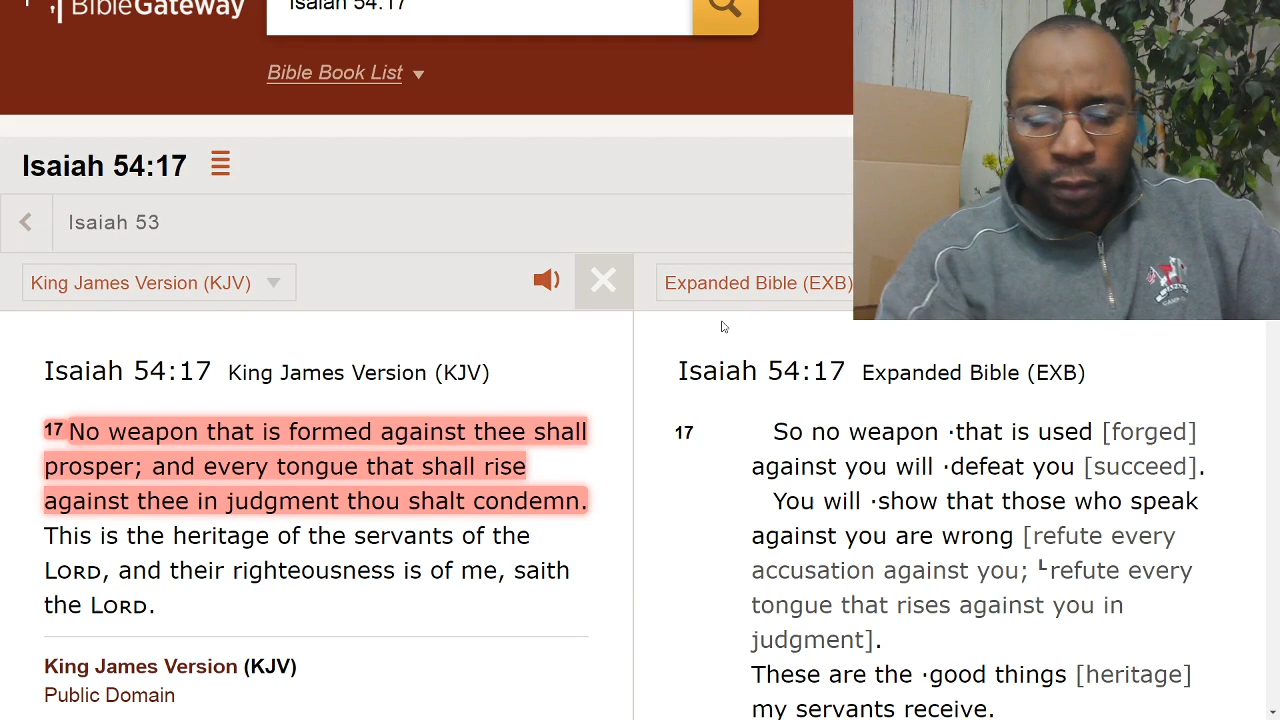 BibleGateway
Isaiah 54:17
Bible Book List
Isaiah 54:17
Isaiah 53
King James Version (KJV)
Expanded Bible (EXB)
Isaiah 54:17 King James Version (KJV)
17 No weapon that is formed against thee shall
prosper; and every tongue that shall rise
against thee in judgment thou shalt condemn.
This is the heritage of the servants of the
LORD, and their righteousness is of me, saith
the LORD.
King James Version (KJV)
Public Domain
Isaiah 54:17 Expanded Bible (EXB)
17 So no weapon ·that is used [forged]
against you will ·defeat you [succeed].
You will ·show that those who speak
against you are wrong [refute every
accusation against you; ᴸrefute every
tongue that rises against you in
judgment].
These are the ·good things [heritage]
my servants receive.